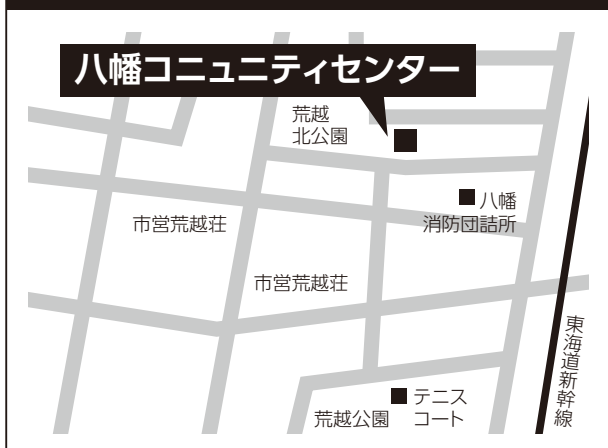 八幡コニュニティセンター
荒越
北公園
八幡
消防団詰所
市営荒越荘
市営荒越荘
東海道新幹線
テニス
コート
荒越公園